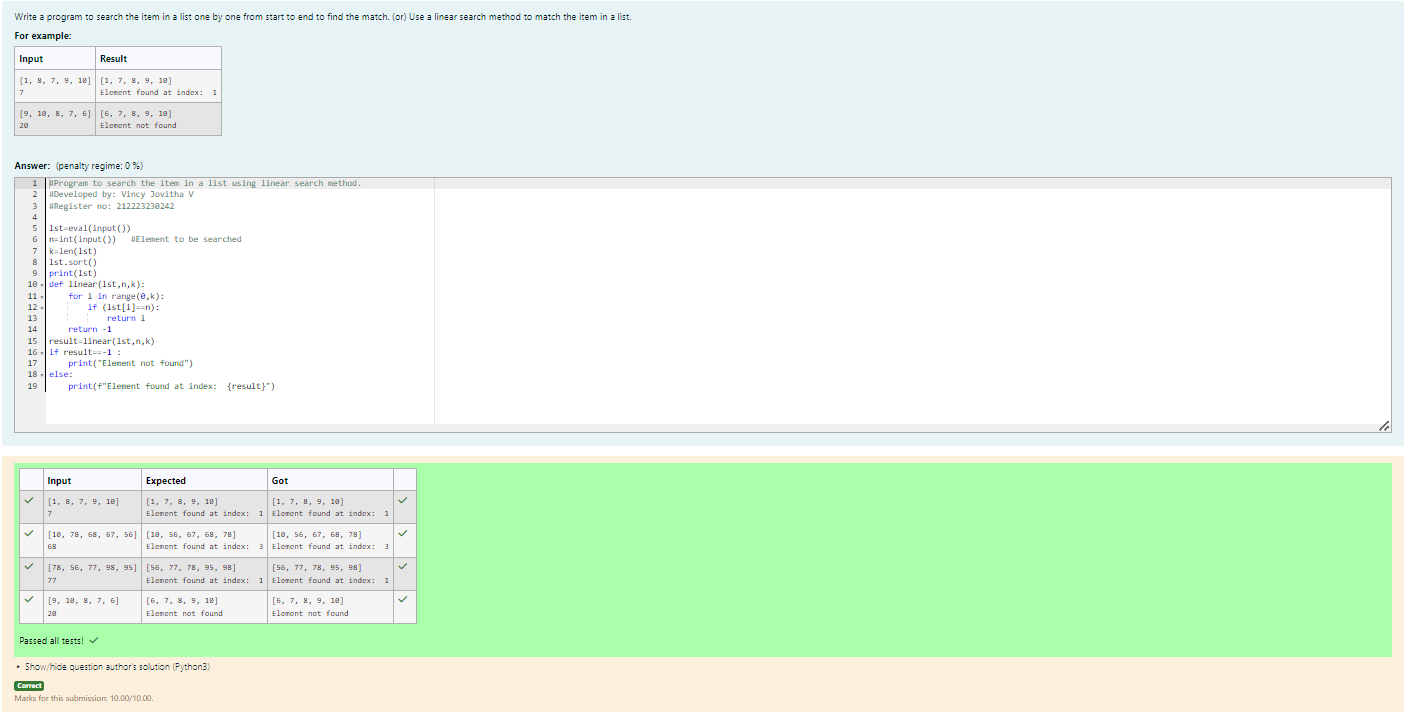 Write a program to search the item in a list one by one from start to end to find the match. (or) Use a linear search method to match the item in a list.
For example:
Input Result
[1, 8, 7, 9, 10] [1, 7, 8, 9, 10]
7 Element found at index:  1
[9, 10, 8, 7, 6] [6, 7, 8, 9, 10]
20 Element not found
Answer: (penalty regime: 0 %)
1 #Program to search the item in a list using linear search method.
2 #Developed by: Vincy Jovitha V
3 #Register no: 212223230242
4
5 lst=eval(input())
6 n=int(input())   #Element to be searched
7 k=len(lst)
8 lst.sort()
9 print(lst)
10 def linear(lst,n,k):
11     for i in range(0,k):
12         if (lst[i]==n):
13             return i
14     return -1
15 result=linear(lst,n,k)
16 if result==-1 :
17     print("Element not found")
18 else:
19     print(f"Element found at index:  {result}")
Input Expected Got
[1, 8, 7, 9, 10] [1, 7, 8, 9, 10] [1, 7, 8, 9, 10]
7 Element found at index:  1 Element found at index:  1
[10, 78, 68, 67, 56] [10, 56, 67, 68, 78] [10, 56, 67, 68, 78]
68 Element found at index:  3 Element found at index:  3
[78, 56, 77, 98, 95] [56, 77, 78, 95, 98] [56, 77, 78, 95, 98]
77 Element found at index:  1 Element found at index:  1
[9, 10, 8, 7, 6] [6, 7, 8, 9, 10] [6, 7, 8, 9, 10]
20 Element not found Element not found
Passed all tests!
Show/hide question author's solution (Python3)
Correct
Marks for this submission: 10.00/10.00.